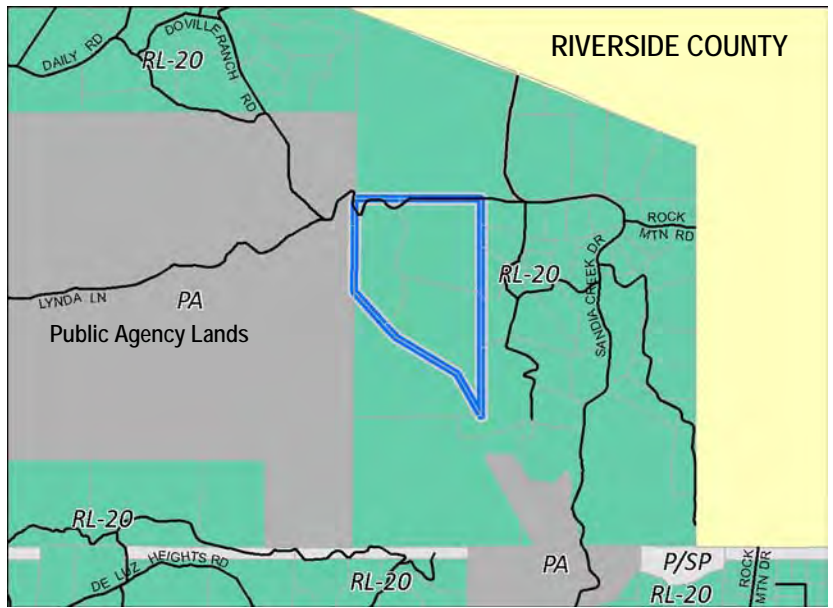 DOVILLE
RANCH
RD
DAILY RD
RL-20
RIVERSIDE COUNTY
ROCK
MTN RD
RL-20
SANDIA CREEK DR
LYNDA LN
PA
Public Agency Lands
RL-20
DE LUZ HEIGHTS RD
RL-20
PA
P/SP
RL-20
ROCK
MTN DR